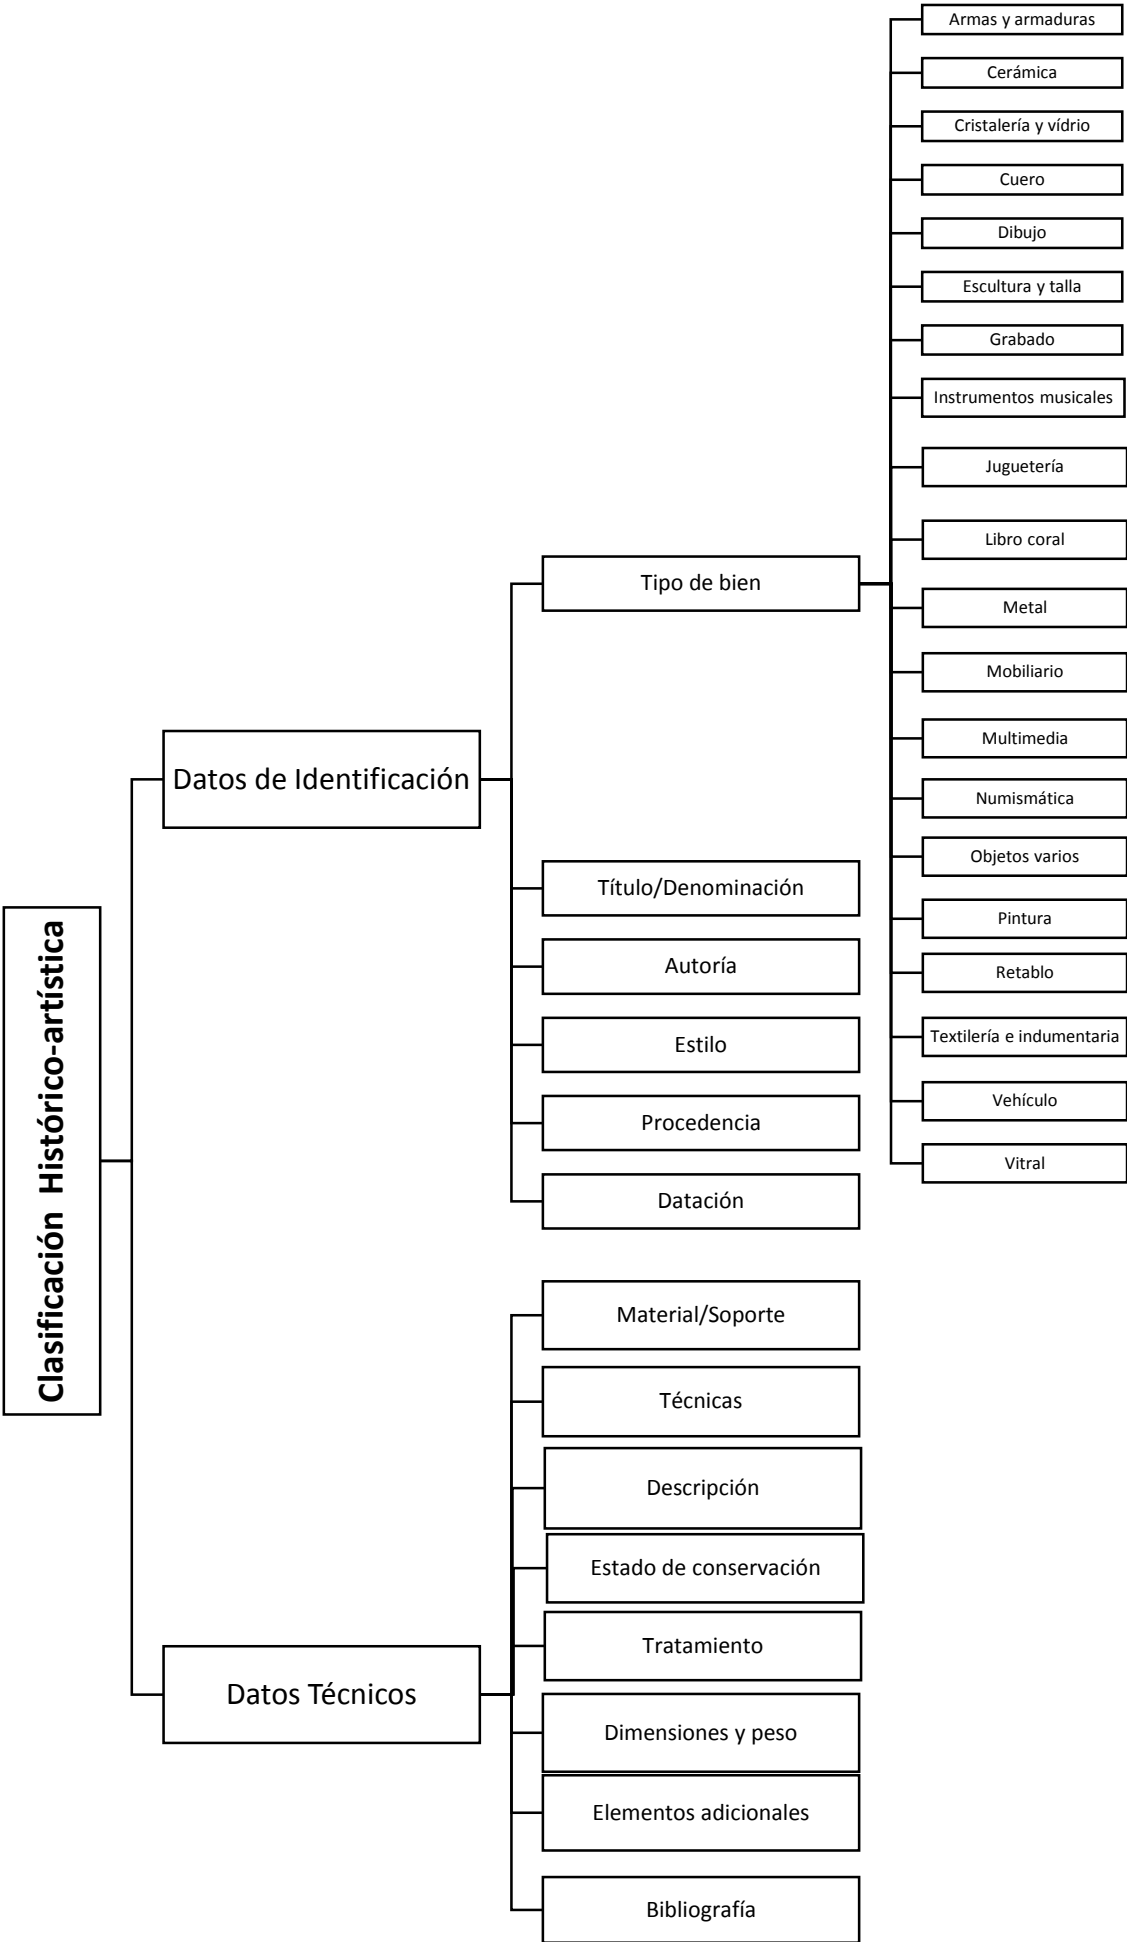 Clasificación Histórico-artística
Datos de Identificación
Tipo de bien
Armas y armaduras
Cerámica
Cristalería y vídrio
Cuero
Dibujo
Escultura y talla
Grabado
Instrumentos musicales
Juguetería
Libro coral
Metal
Mobiliario
Multimedia
Numismática
Objetos varios
Pintura
Retablo
Textilería e indumentaria
Vehículo
Vitral
Título/Denominación
Autoría
Estilo
Procedencia
Datación
Datos Técnicos
Material/Soporte
Técnicas
Descripción
Estado de conservación
Tratamiento
Dimensiones y peso
Elementos adicionales
Bibliografía